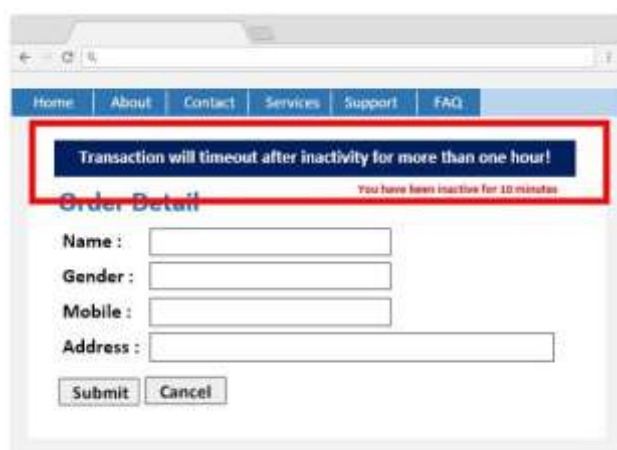 Home About Contact Services Support FAQ
Transaction will timeout after inactivity for more than one hour!
You have been inactive for 10 minutes
Order Detail
Name :
Gender :
Mobile :
Address :
Submit Cancel